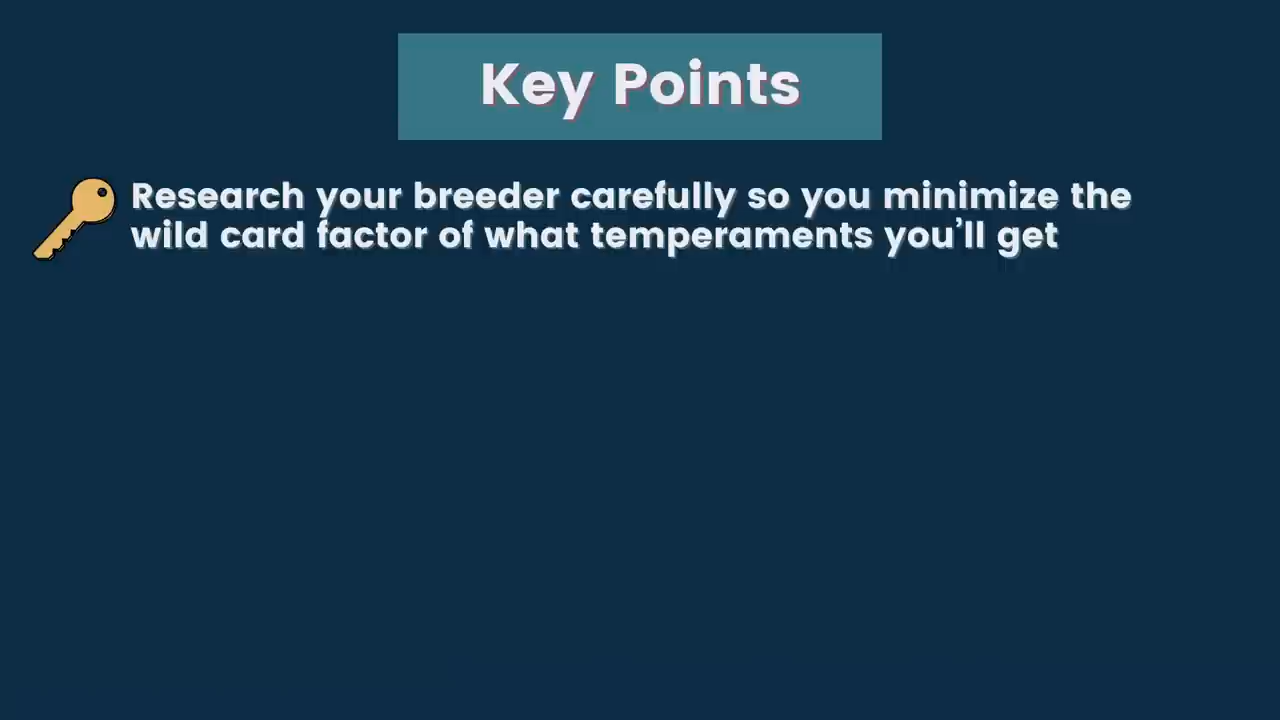 Key Points
Research your breeder carefully so you minimize the
wild card factor of what temperaments you’ll get